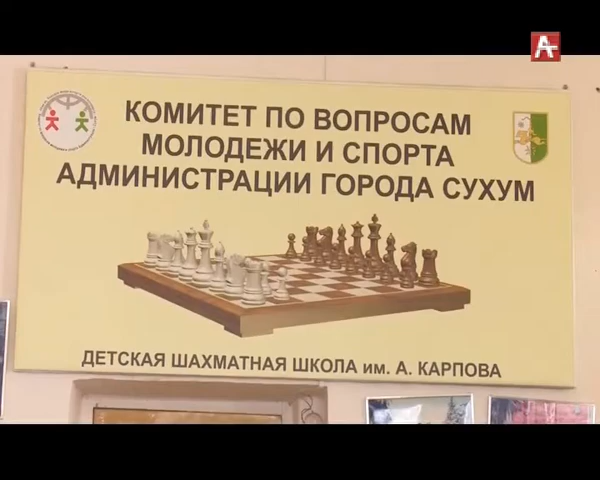 КОМИТЕТ ПО ВОПРОСАМ
МОЛОДЕЖИ И СПОРТА
АДМИНИСТРАЦИИ ГОРОДА СУХУМ
ДЕТСКАЯ ШАХМАТНАЯ ШКОЛА им. А. КАРПОВА